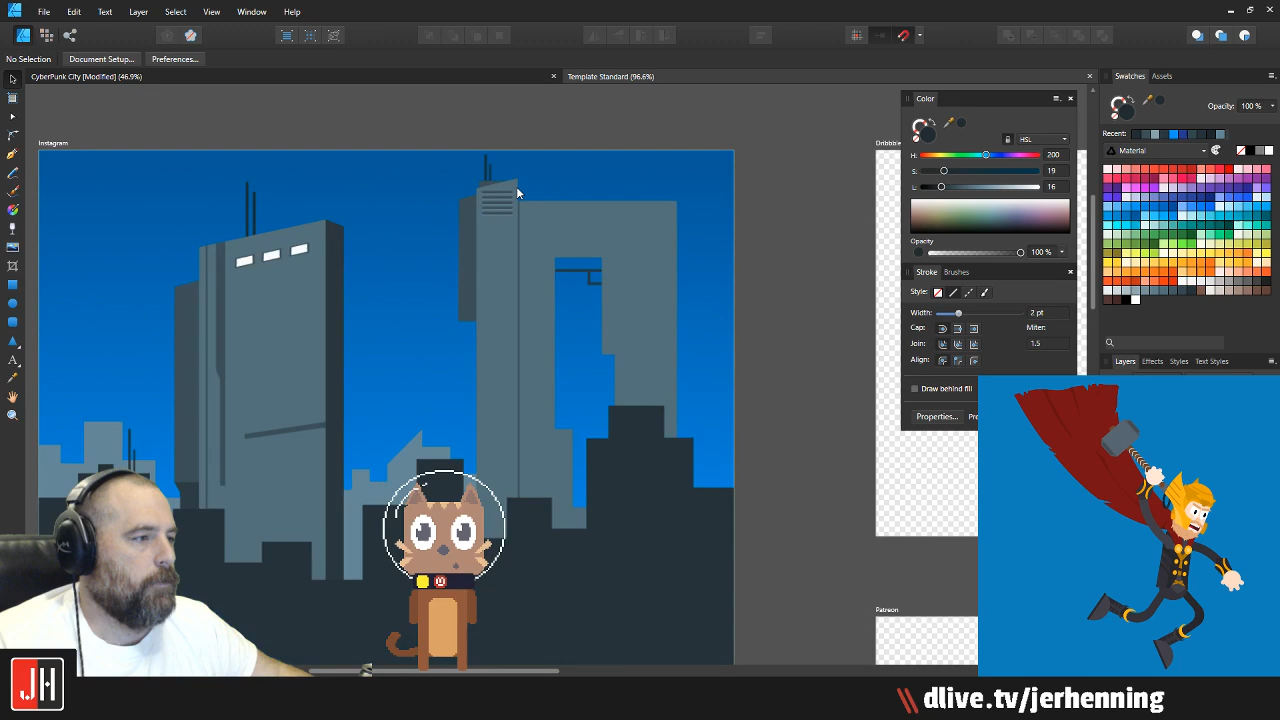 File Edit Text Layer Select View Window Help
No Selection Document Setup... Preferences...
CyberPunk City [Modified] (46.9%) Template Standard (96.6%)
Instagram
Dribbble
Patreon
Color
HSL
H: 200
S: 19
L: 16
Opacity
100 %
Stroke Brushes
Style:
Width: 2 pt
Cap: Miter:
Join: 1.5
Align:
Draw behind fill
Properties...
Swatches Assets
Opacity: 100 %
Recent:
Material
Layers Effects Styles Text Styles
JH
dlive.tv/jerhenning